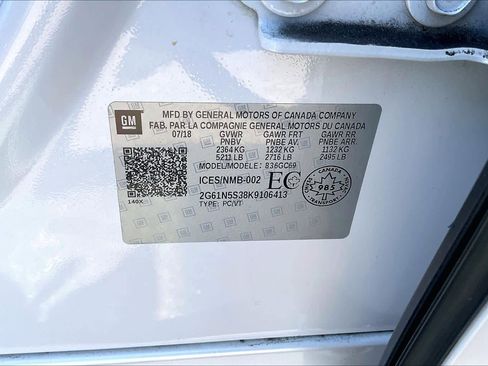 GM
MFD BY GENERAL MOTORS OF CANADA COMPANY
FAB. PAR LA COMPAGNIE GENERAL MOTORS DU CANADA
07/18 GVWR GAWR FRT GAWR RR
PNBV PNBE AV. PNBE ARR.
2364 KG 1232 KG 1132 KG
5211 LB 2716 LB 2495 LB
MODEL/MODELE: 836GC69
ICES/NMB-002 EC CANADA
985
2G61N5S38K9106413
TYPE: PC/VT
140X